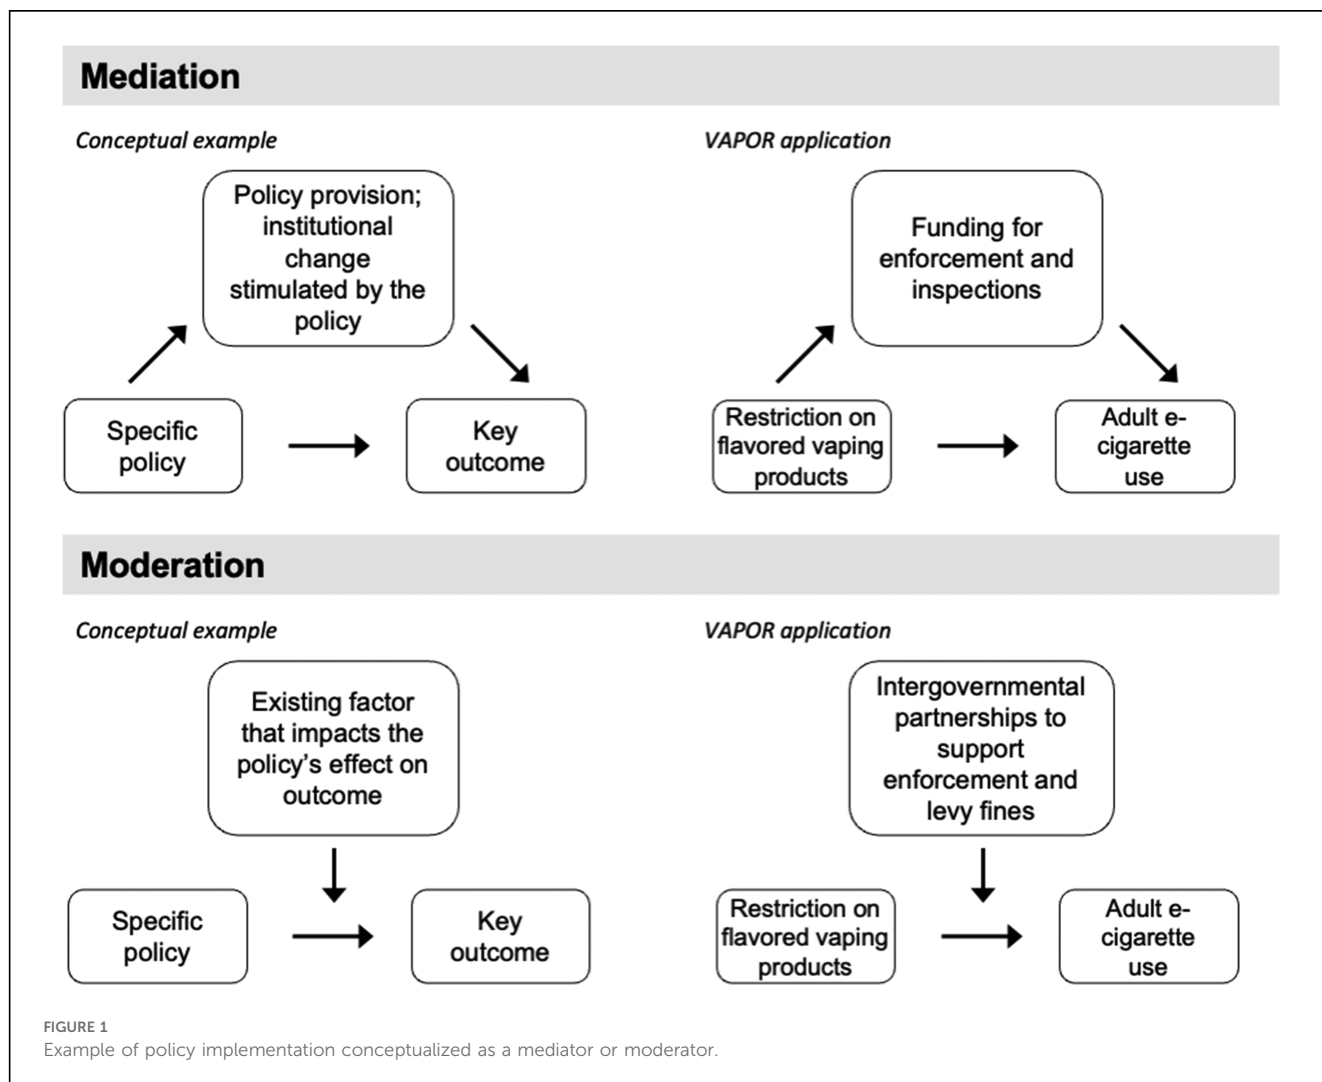 Mediation
Conceptual example
Policy provision;
institutional
change
stimulated by the
policy
Specific
policy
Key
outcome
VAPOR application
Funding for
enforcement and
inspections
Restriction on
flavored vaping
products
Adult e-
cigarette
use
Moderation
Conceptual example
Existing factor
that impacts the
policy’s effect on
outcome
Specific
policy
Key
outcome
VAPOR application
Intergovernmental
partnerships to
support
enforcement and
levy fines
Restriction on
flavored vaping
products
Adult e-
cigarette
use
FIGURE 1
Example of policy implementation conceptualized as a mediator or moderator.